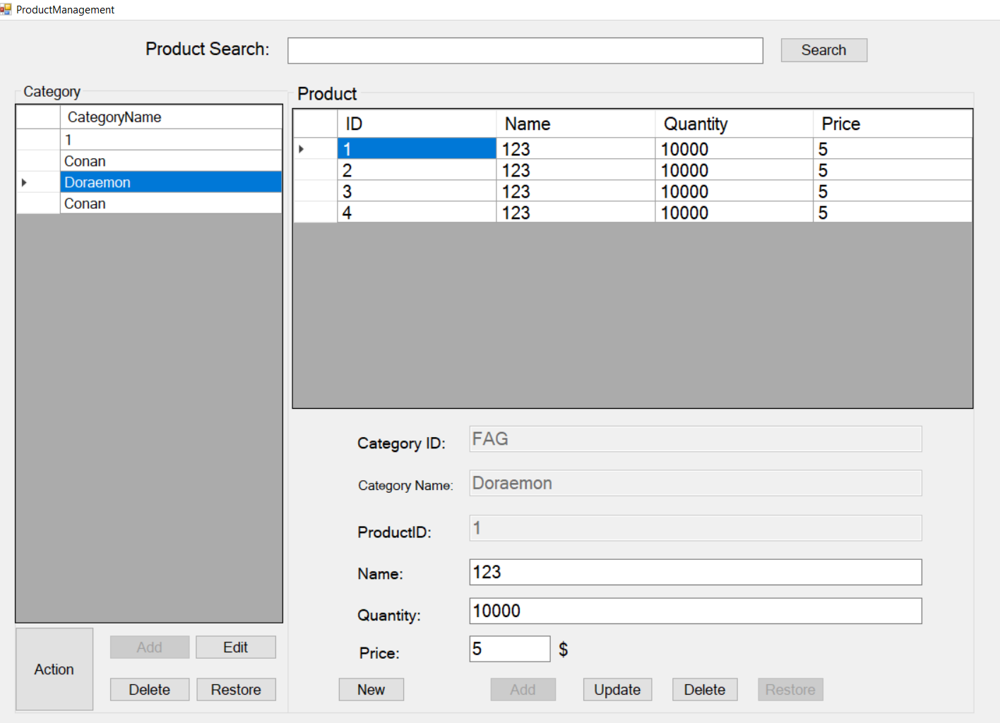 ProductManagement
Product Search:
Search
Category
CategoryName
1
Conan
Doraemon
Conan
Action
Add
Edit
Delete
Restore
Product
ID Name Quantity Price
1 123 10000 5
2 123 10000 5
3 123 10000 5
4 123 10000 5
Category ID: FAG
Category Name: Doraemon
ProductID: 1
Name: 123
Quantity: 10000
Price: 5 $
New Add Update Delete Restore